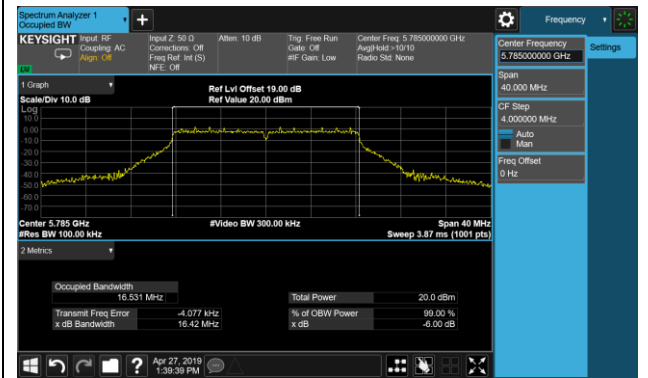 Spectrum Analyzer 1
Occupied BW
Frequency
KEYSIGHT
Input: RF
Coupling: AC
Align: Off
Input Z: 50 Ω
Corrections: Off
Freq Ref: Int (S)
NFE: Off
Atten: 10 dB
Trig: Free Run
Gate: Off
#IF Gain: Low
Center Freq: 5.785000000 GHz
Avg|Hold:>10/10
Radio Std: None
Center Frequency
5.785000000 GHz
Settings
Span
40.000 MHz
CF Step
4.000000 MHz
Auto
Man
Freq Offset
0 Hz
1 Graph
Scale/Div 10.0 dB
Ref Lvl Offset 19.00 dB
Ref Value 20.00 dBm
Log
10.0
0.00
-10.0
-20.0
-30.0
-40.0
-50.0
-60.0
-70.0
Center 5.785 GHz
#Video BW 300.00 kHz
Span 40 MHz
#Res BW 100.00 kHz
Sweep 3.87 ms (1001 pts)
2 Metrics
Occupied Bandwidth
16.531 MHz
Total Power 20.0 dBm
Transmit Freq Error -4.077 kHz
% of OBW Power 99.00 %
x dB Bandwidth 16.42 MHz
x dB -6.00 dB
Apr 27, 2019
1:39:39 PM